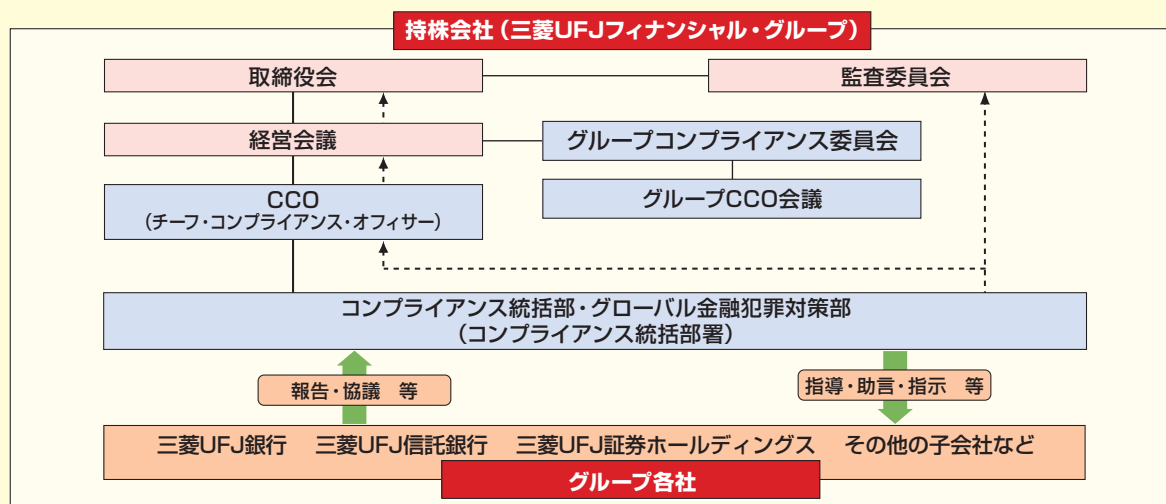 持株会社（三菱UFJフィナンシャル・グループ）
取締役会
監査委員会
経営会議
グループコンプライアンス委員会
CCO
（チーフ・コンプライアンス・オフィサー）
グループCCO会議
コンプライアンス統括部・グローバル金融犯罪対策部
（コンプライアンス統括部署）
報告・協議　等
指導・助言・指示　等
三菱UFJ銀行　三菱UFJ信託銀行　三菱UFJ証券ホールディングス　その他の子会社など
グループ各社